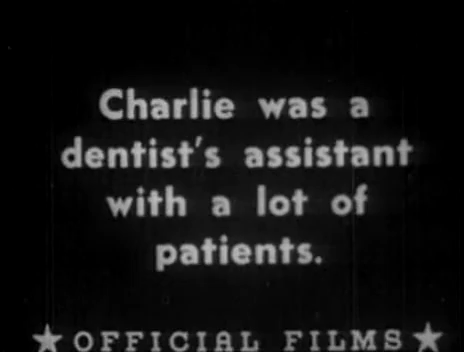 Charlie was a
dentist's assistant
with a lot of
patients.
★ OFFICIAL FILMS ★